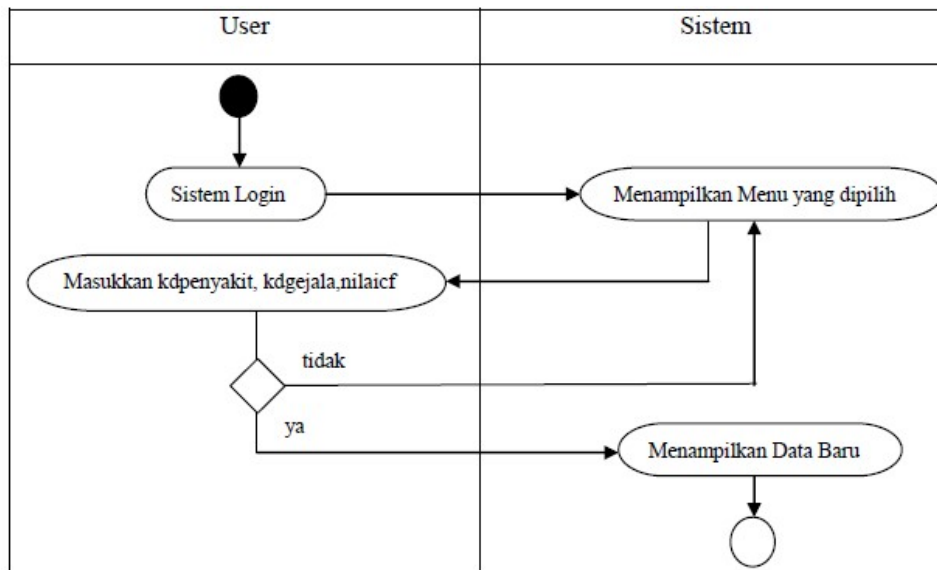 User
Sistem
Sistem Login
Menampilkan Menu yang dipilih
Masukkan kdpenyakit, kdgejala,nilaicf
tidak
ya
Menampilkan Data Baru